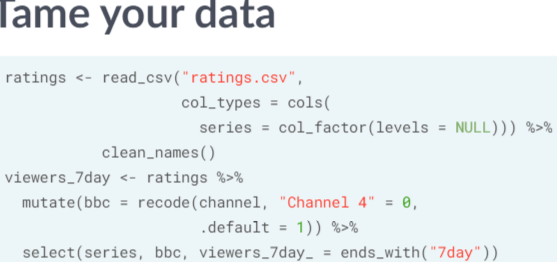 Tame your data
ratings <- read_csv("ratings.csv",
col_types = cols(
series = col_factor(levels = NULL))) %>%
clean_names()
viewers_7day <- ratings %>%
mutate(bbc = recode(channel, "Channel 4" = 0,
.default = 1)) %>%
select(series, bbc, viewers_7day_ = ends_with("7day"))